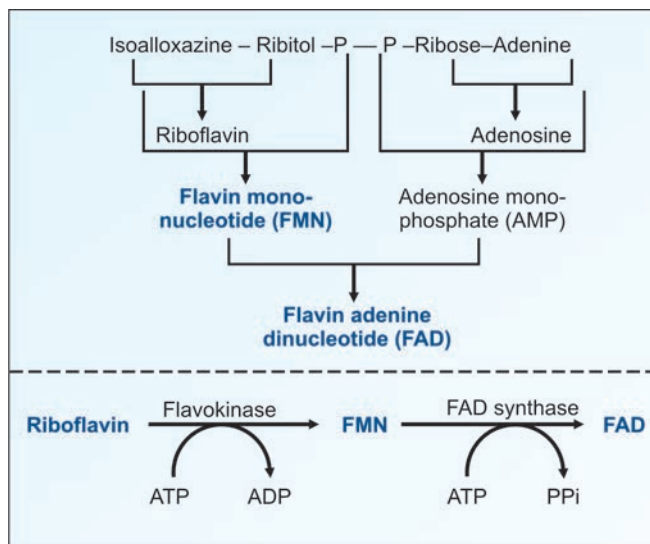 Isoalloxazine – Ribitol –P — P –Ribose–Adenine
Riboflavin
Adenosine
Flavin mono-
nucleotide (FMN)
Adenosine mono-
phosphate (AMP)
Flavin adenine
dinucleotide (FAD)
Flavokinase
FAD synthase
Riboflavin
FMN
FAD
ATP
ADP
ATP
PPi